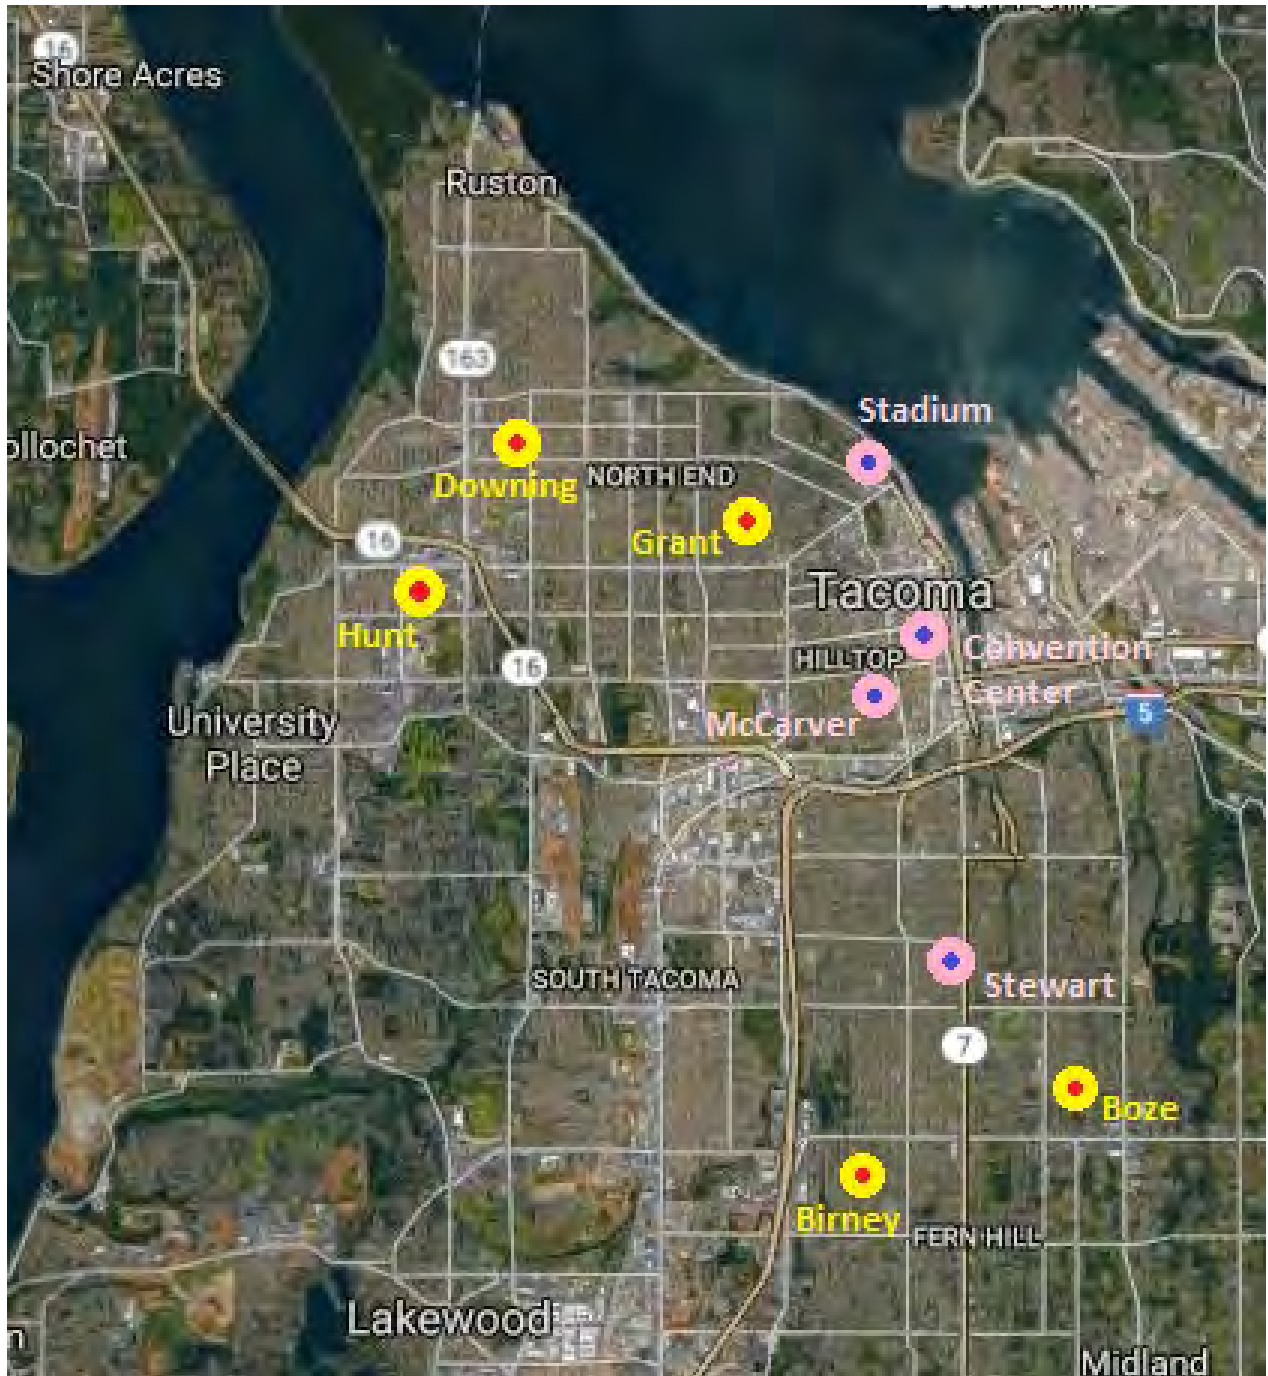 16
Shore Acres
Ruston
163
Stadium
ollochet
Downing
NORTH END
Grant
16
Tacoma
Hunt
Convention
Center
HILLTOP
16
McCarver
5
University
Place
SOUTH TACOMA
Stewart
7
Boze
Birney
FERN HILL
Lakewood
Midland